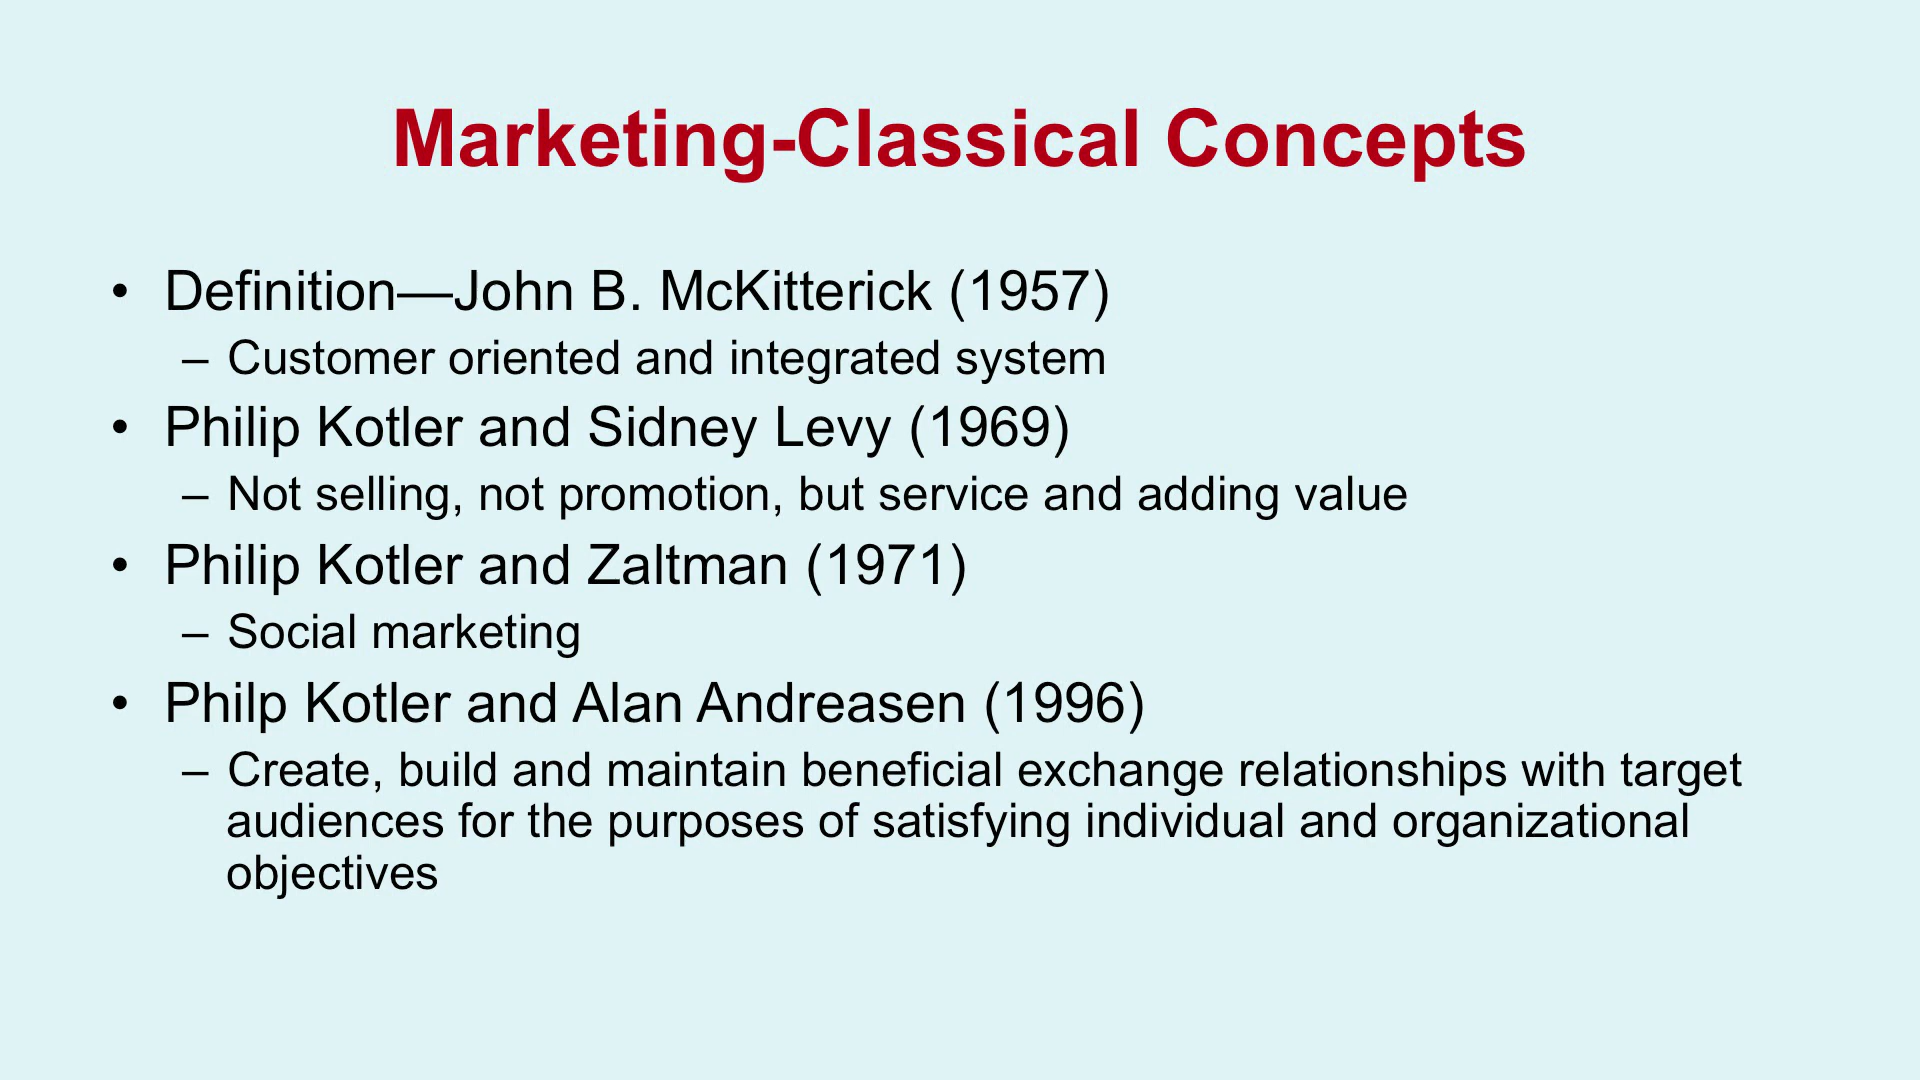 Marketing-Classical Concepts
• Definition—John B. McKitterick (1957)
– Customer oriented and integrated system
• Philip Kotler and Sidney Levy (1969)
– Not selling, not promotion, but service and adding value
• Philip Kotler and Zaltman (1971)
– Social marketing
• Philp Kotler and Alan Andreasen (1996)
– Create, build and maintain beneficial exchange relationships with target
audiences for the purposes of satisfying individual and organizational
objectives